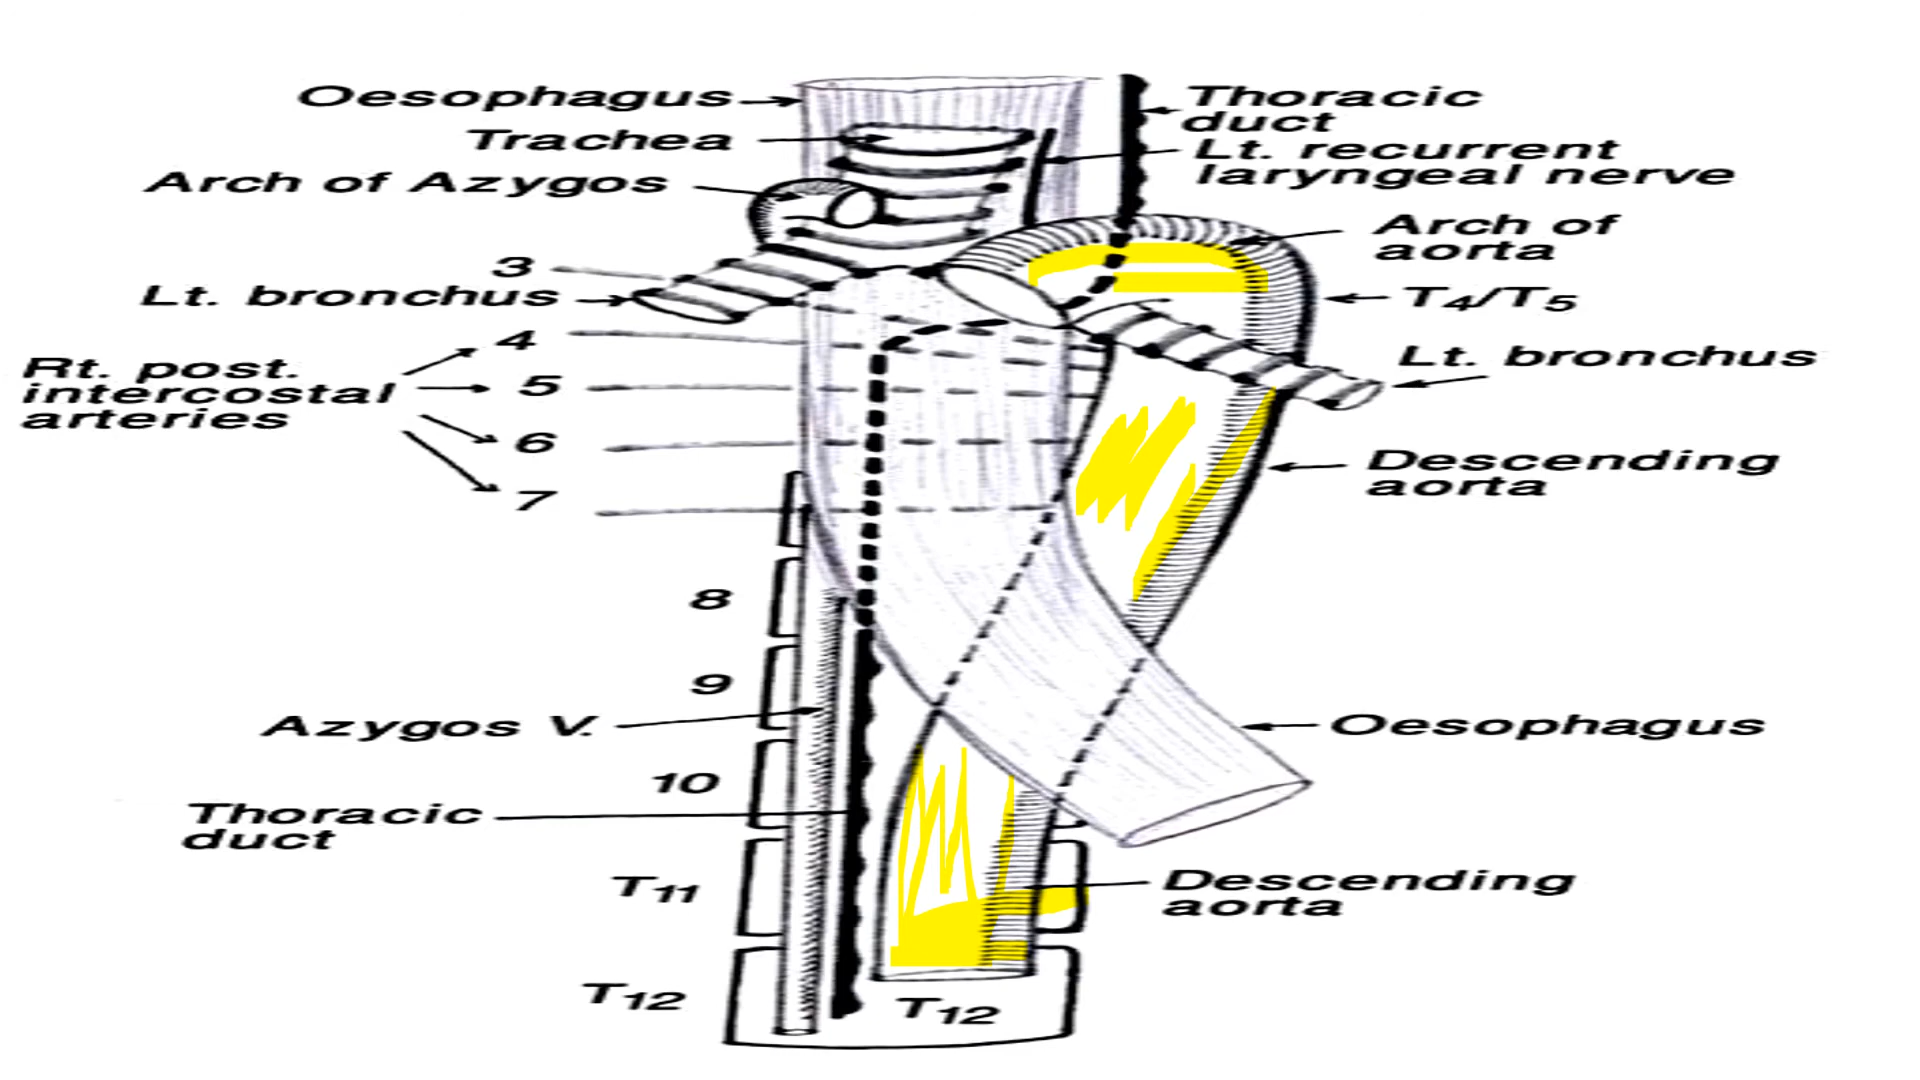 Oesophagus
Trachea
Arch of Azygos
3
Lt. bronchus
4
Rt. post.
intercostal
arteries
5
6
7
8
9
Azygos V.
10
Thoracic
duct
T11
T12
T12
Thoracic
duct
Lt. recurrent
laryngeal nerve
Arch of
aorta
T4/T5
Lt. bronchus
Descending
aorta
Oesophagus
Descending
aorta